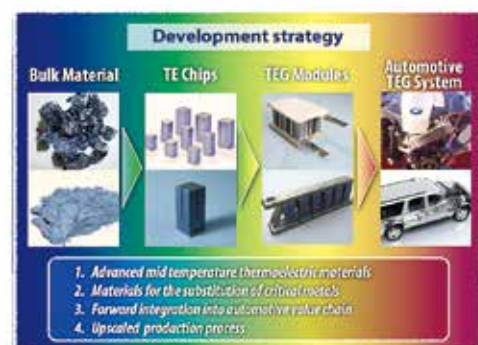 Development strategy
Bulk Material
TE Chips
TEG Modules
Automotive
TEG System
1. Advanced mid temperature thermoelectric materials
2. Materials for the substitution of critical metals
3. Forward integration into automotive value chain
4. Upscaled production process